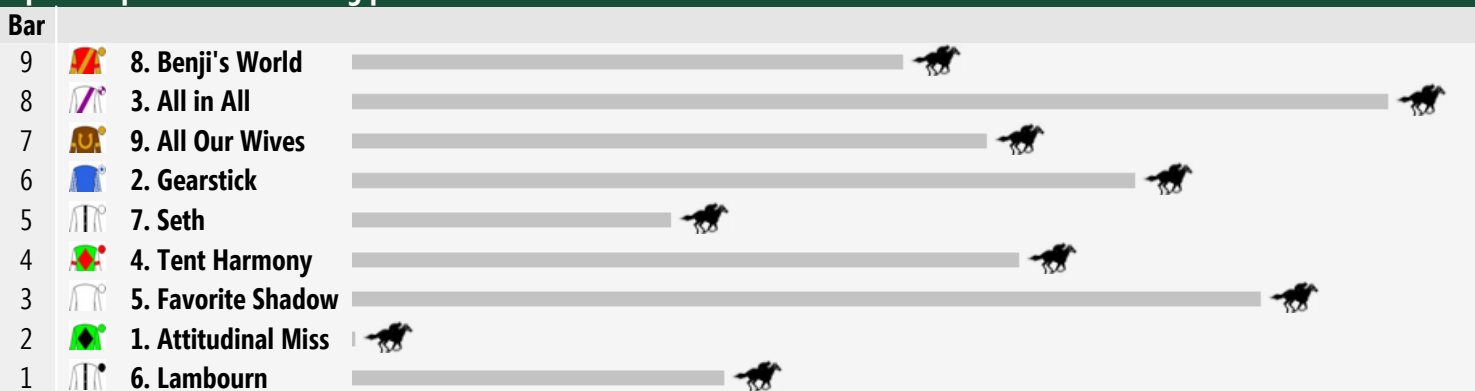 Bar
9 8. Benji's World
8 3. All in All
7 9. All Our Wives
6 2. Gearstick
5 7. Seth
4 4. Tent Harmony
3 5. Favorite Shadow
2 1. Attitudinal Miss
1 6. Lambourn